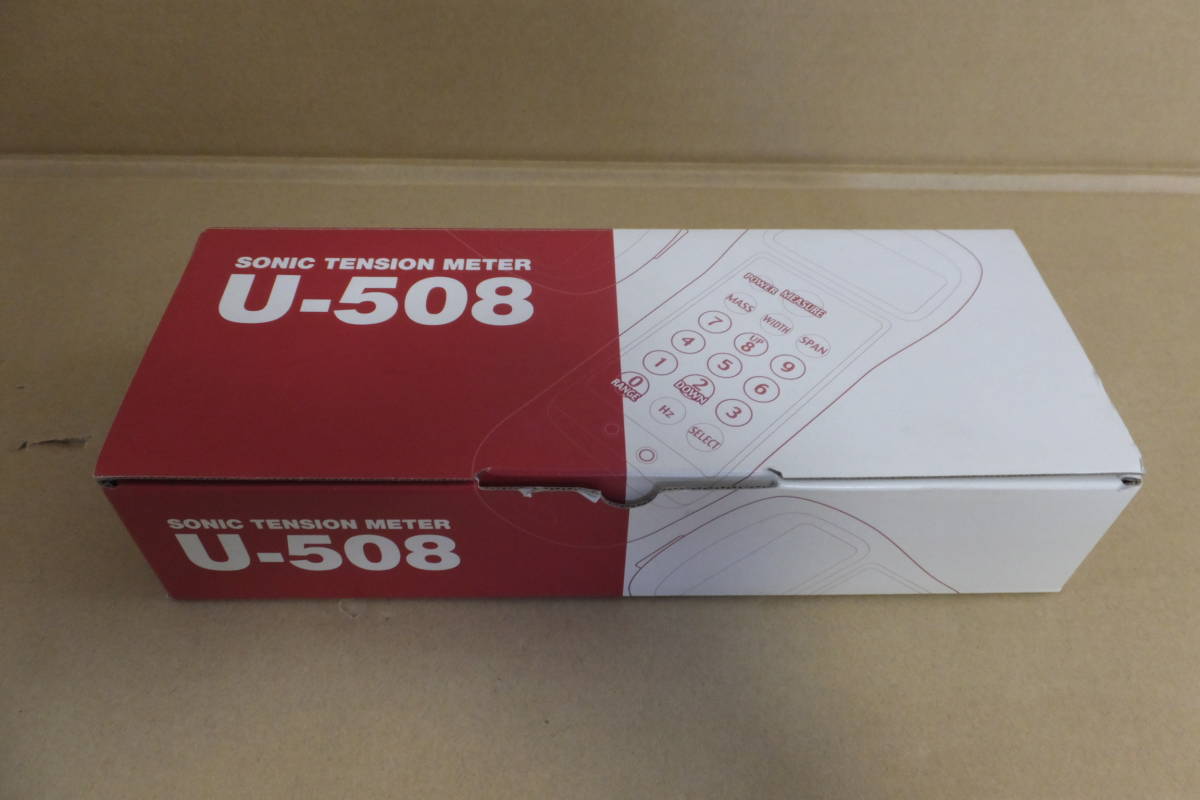 SONIC TENSION METER
U-508
POWER MEASURE
MASS WIDTH SPAN
7 UP 8 9
4 5 6
1 2 DOWN 3
0 RANGE Hz SELECT
SONIC TENSION METER
U-508